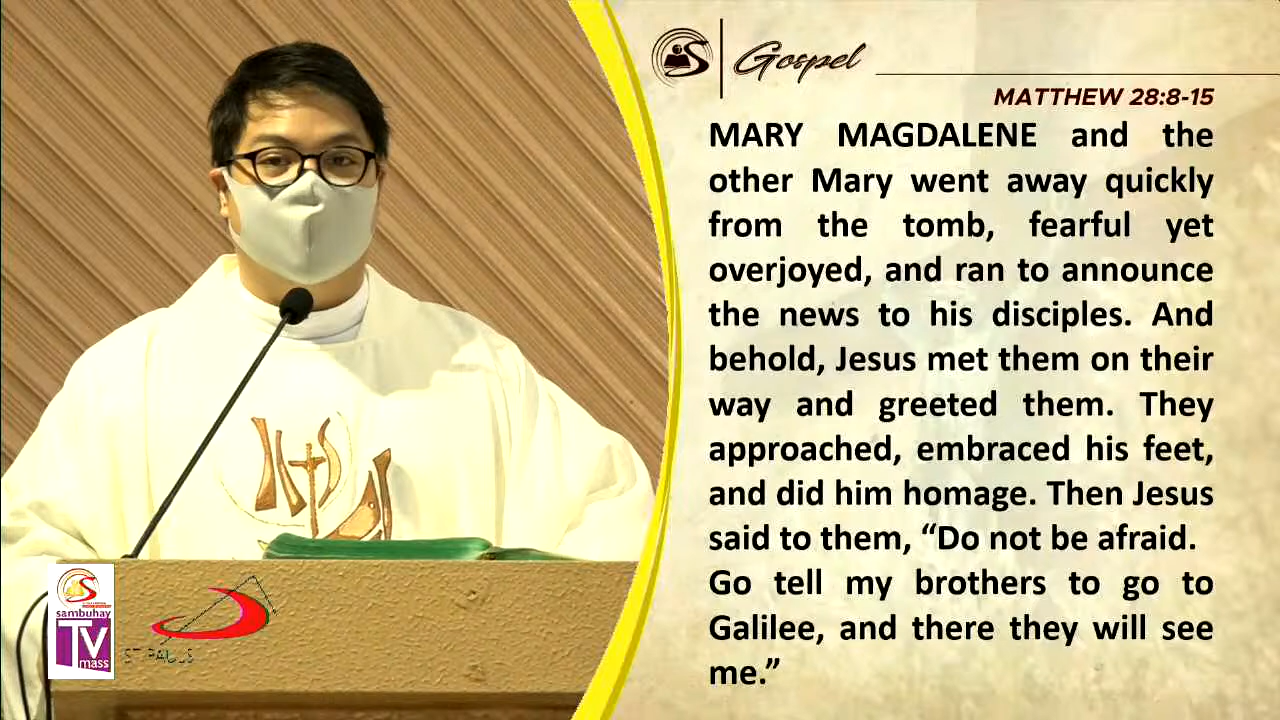 Gospel
MATTHEW 28:8-15
MARY MAGDALENE and the
other Mary went away quickly
from the tomb, fearful yet
overjoyed, and ran to announce
the news to his disciples. And
behold, Jesus met them on their
way and greeted them. They
approached, embraced his feet,
and did him homage. Then Jesus
said to them, “Do not be afraid.
Go tell my brothers to go to
Galilee, and there they will see
me.”
sambuhay
TV
mass
ST PAULS